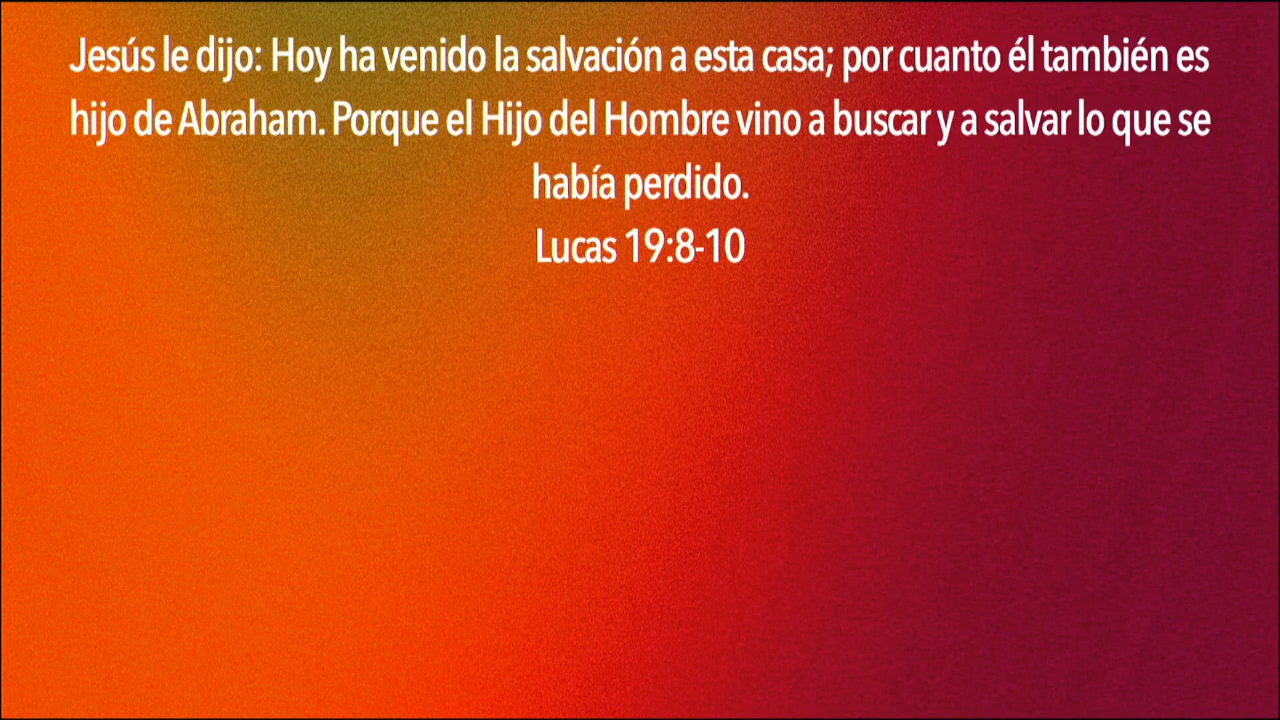 Jesús le dijo: Hoy ha venido la salvación a esta casa; por cuanto él también es
hijo de Abraham. Porque el Hijo del Hombre vino a buscar y a salvar lo que se
había perdido.
Lucas 19:8-10